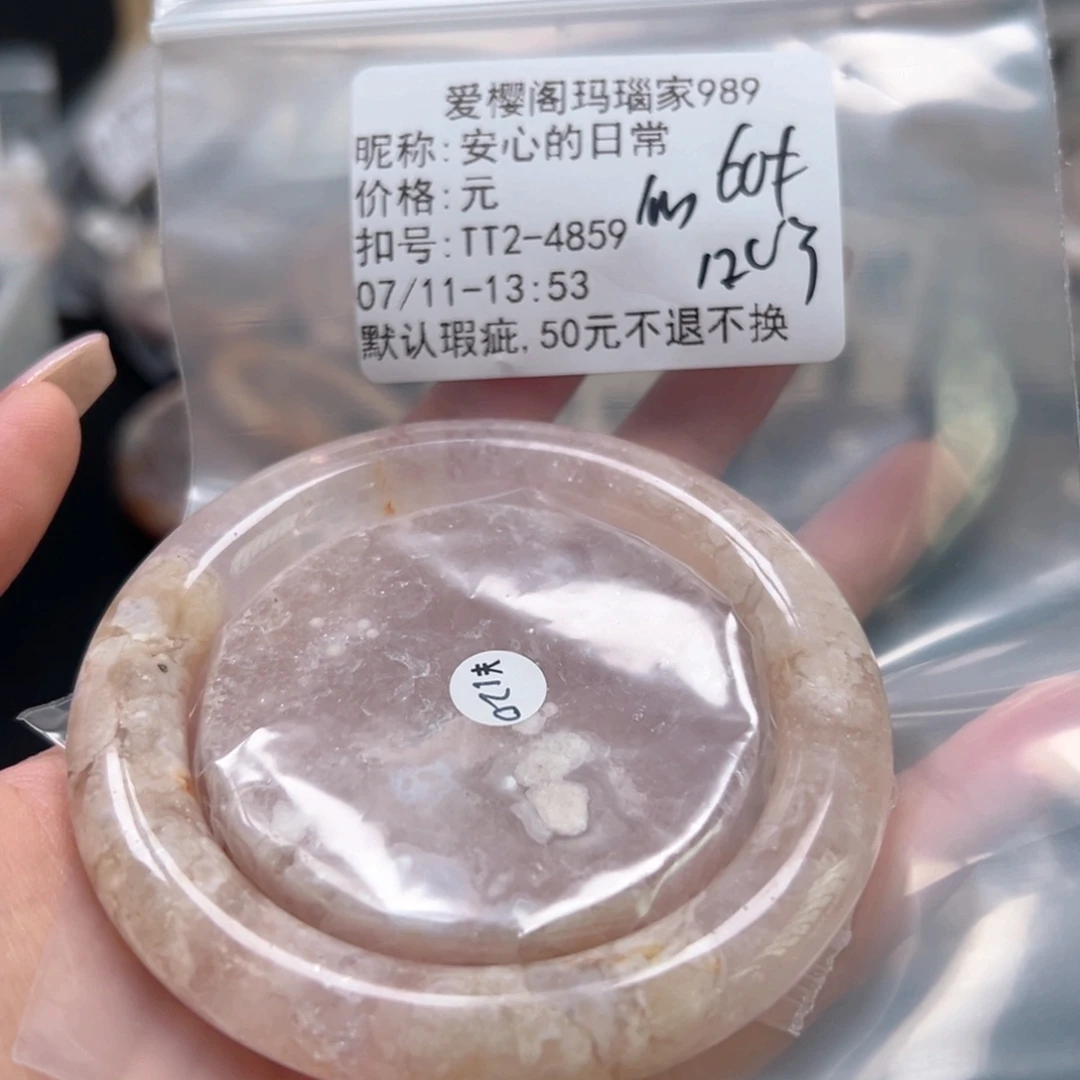 爱樱阁玛瑙家989
昵称:安心的日常
价格:元
扣号:TT2-4859
07/11-13:53
默认瑕疵,50元不退不换
120